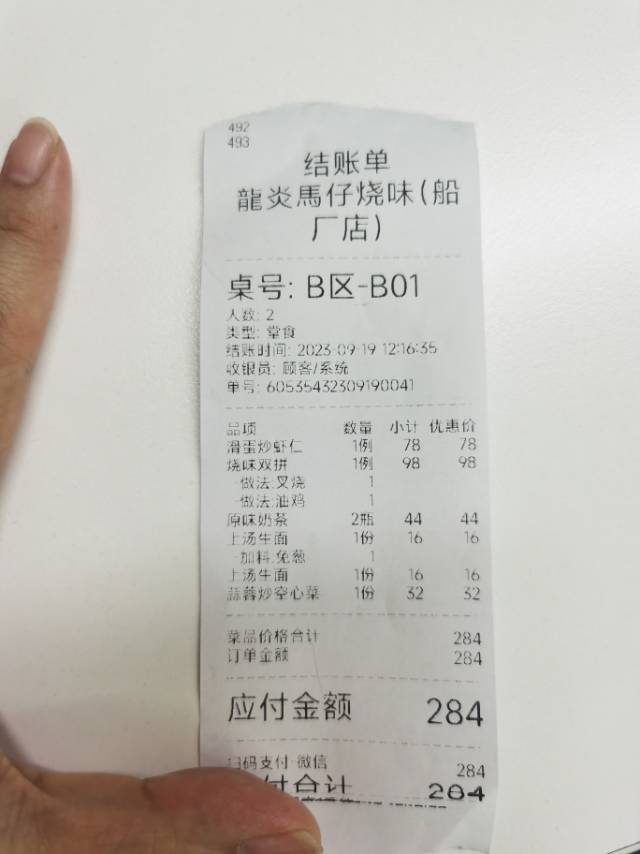 492
493
结账单
龍炎馬仔烧味(船
厂店)
桌号: B区-B01
人数: 2
类型: 堂食
结账时间: 2023-09-19 12:16:35
收银员: 顾客/系统
单号: 60535432309190041
品项 数量 小计 优惠价
滑蛋炒虾仁 1例 78 78
烧味双拼 1例 98 98
-做法:叉烧 1
-做法:油鸡 1
原味奶茶 2瓶 44 44
上汤生面 1份 16 16
-加料:免葱 1
上汤生面 1份 16 16
蒜蓉炒空心菜 1份 32 32
菜品价格合计 284
订单金额 284
应付金额 284
扫码支付-微信 284
付合计 284